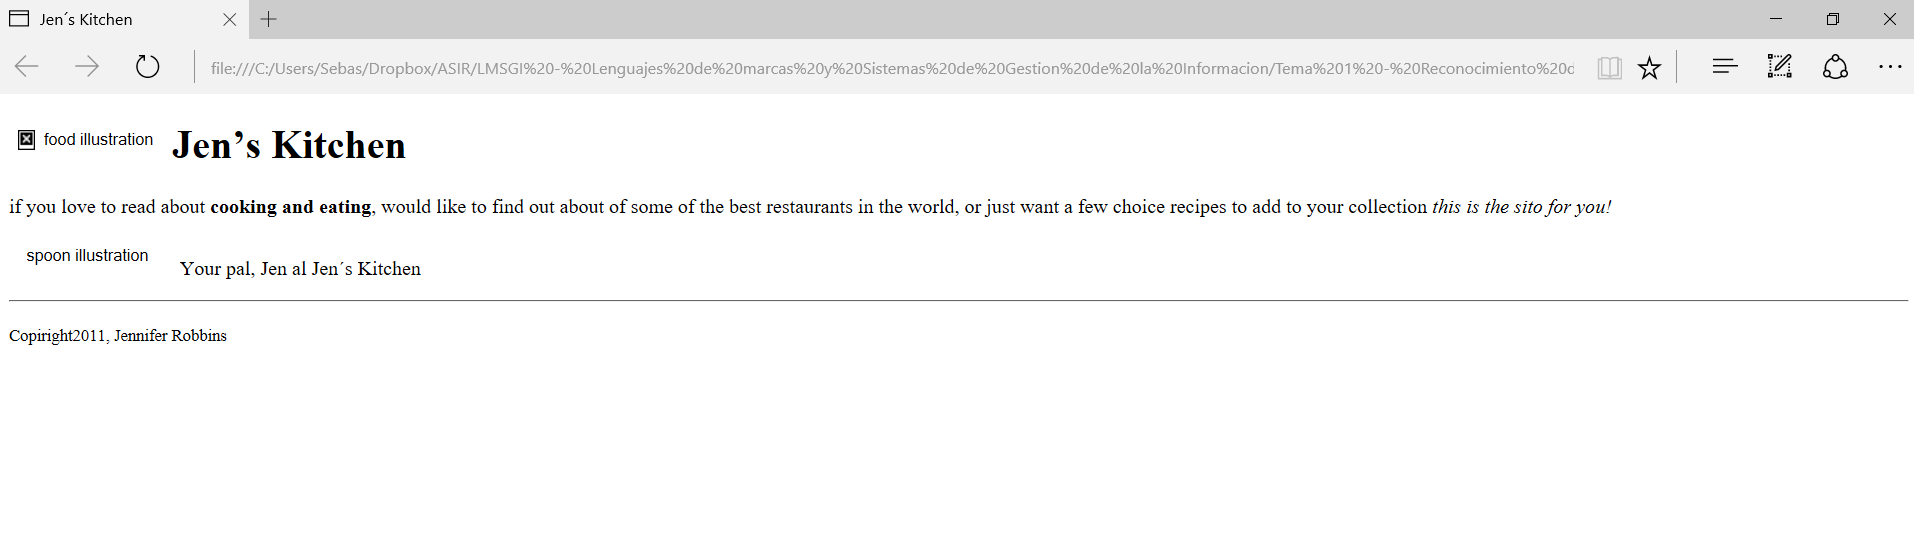 Jen´s Kitchen
file:///C:/Users/Sebas/Dropbox/ASIR/LMSGI%20-%20Lenguajes%20de%20marcas%20y%20Sistemas%20de%20Gestion%20de%20la%20Informacion/Tema%201%20-%20Reconocimiento%20d
food illustration Jen’s Kitchen
if you love to read about cooking and eating, would like to find out about of some of the best restaurants in the world, or just want a few choice recipes to add to your collection this is the sito for you!
spoon illustration
Your pal, Jen al Jen´s Kitchen
Copiright2011, Jennifer Robbins